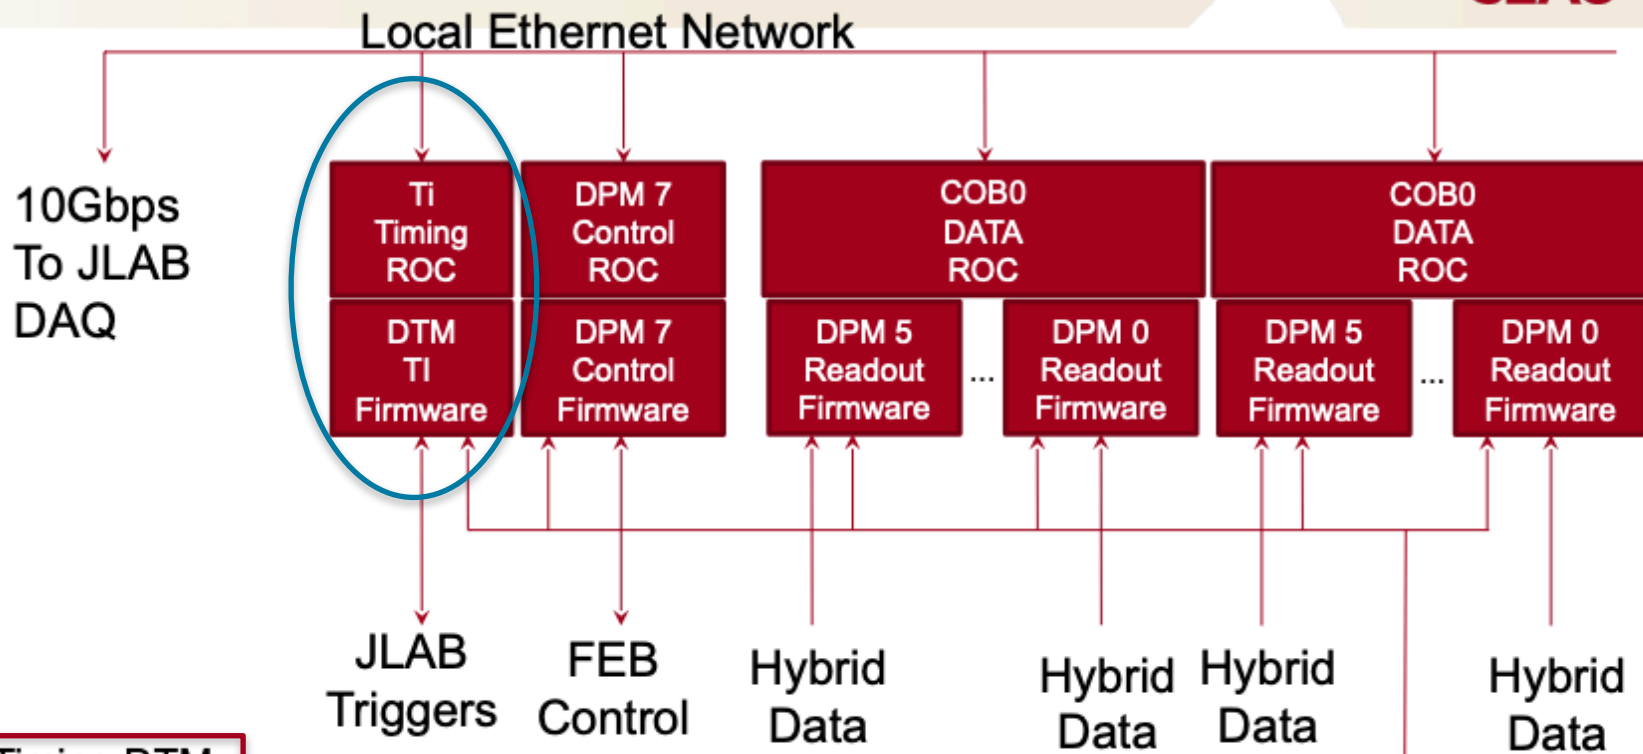 Local Ethernet Network
10Gbps
To JLAB
DAQ
Ti
Timing
ROC
DTM
TI
Firmware
DPM 7
Control
ROC
DPM 7
Control
Firmware
COB0
DATA
ROC
DPM 5
Readout
Firmware
...
DPM 0
Readout
Firmware
COB0
DATA
ROC
DPM 5
Readout
Firmware
...
DPM 0
Readout
Firmware
JLAB
Triggers
FEB
Control
Hybrid
Data
Hybrid
Data
Hybrid
Data
Hybrid
Data